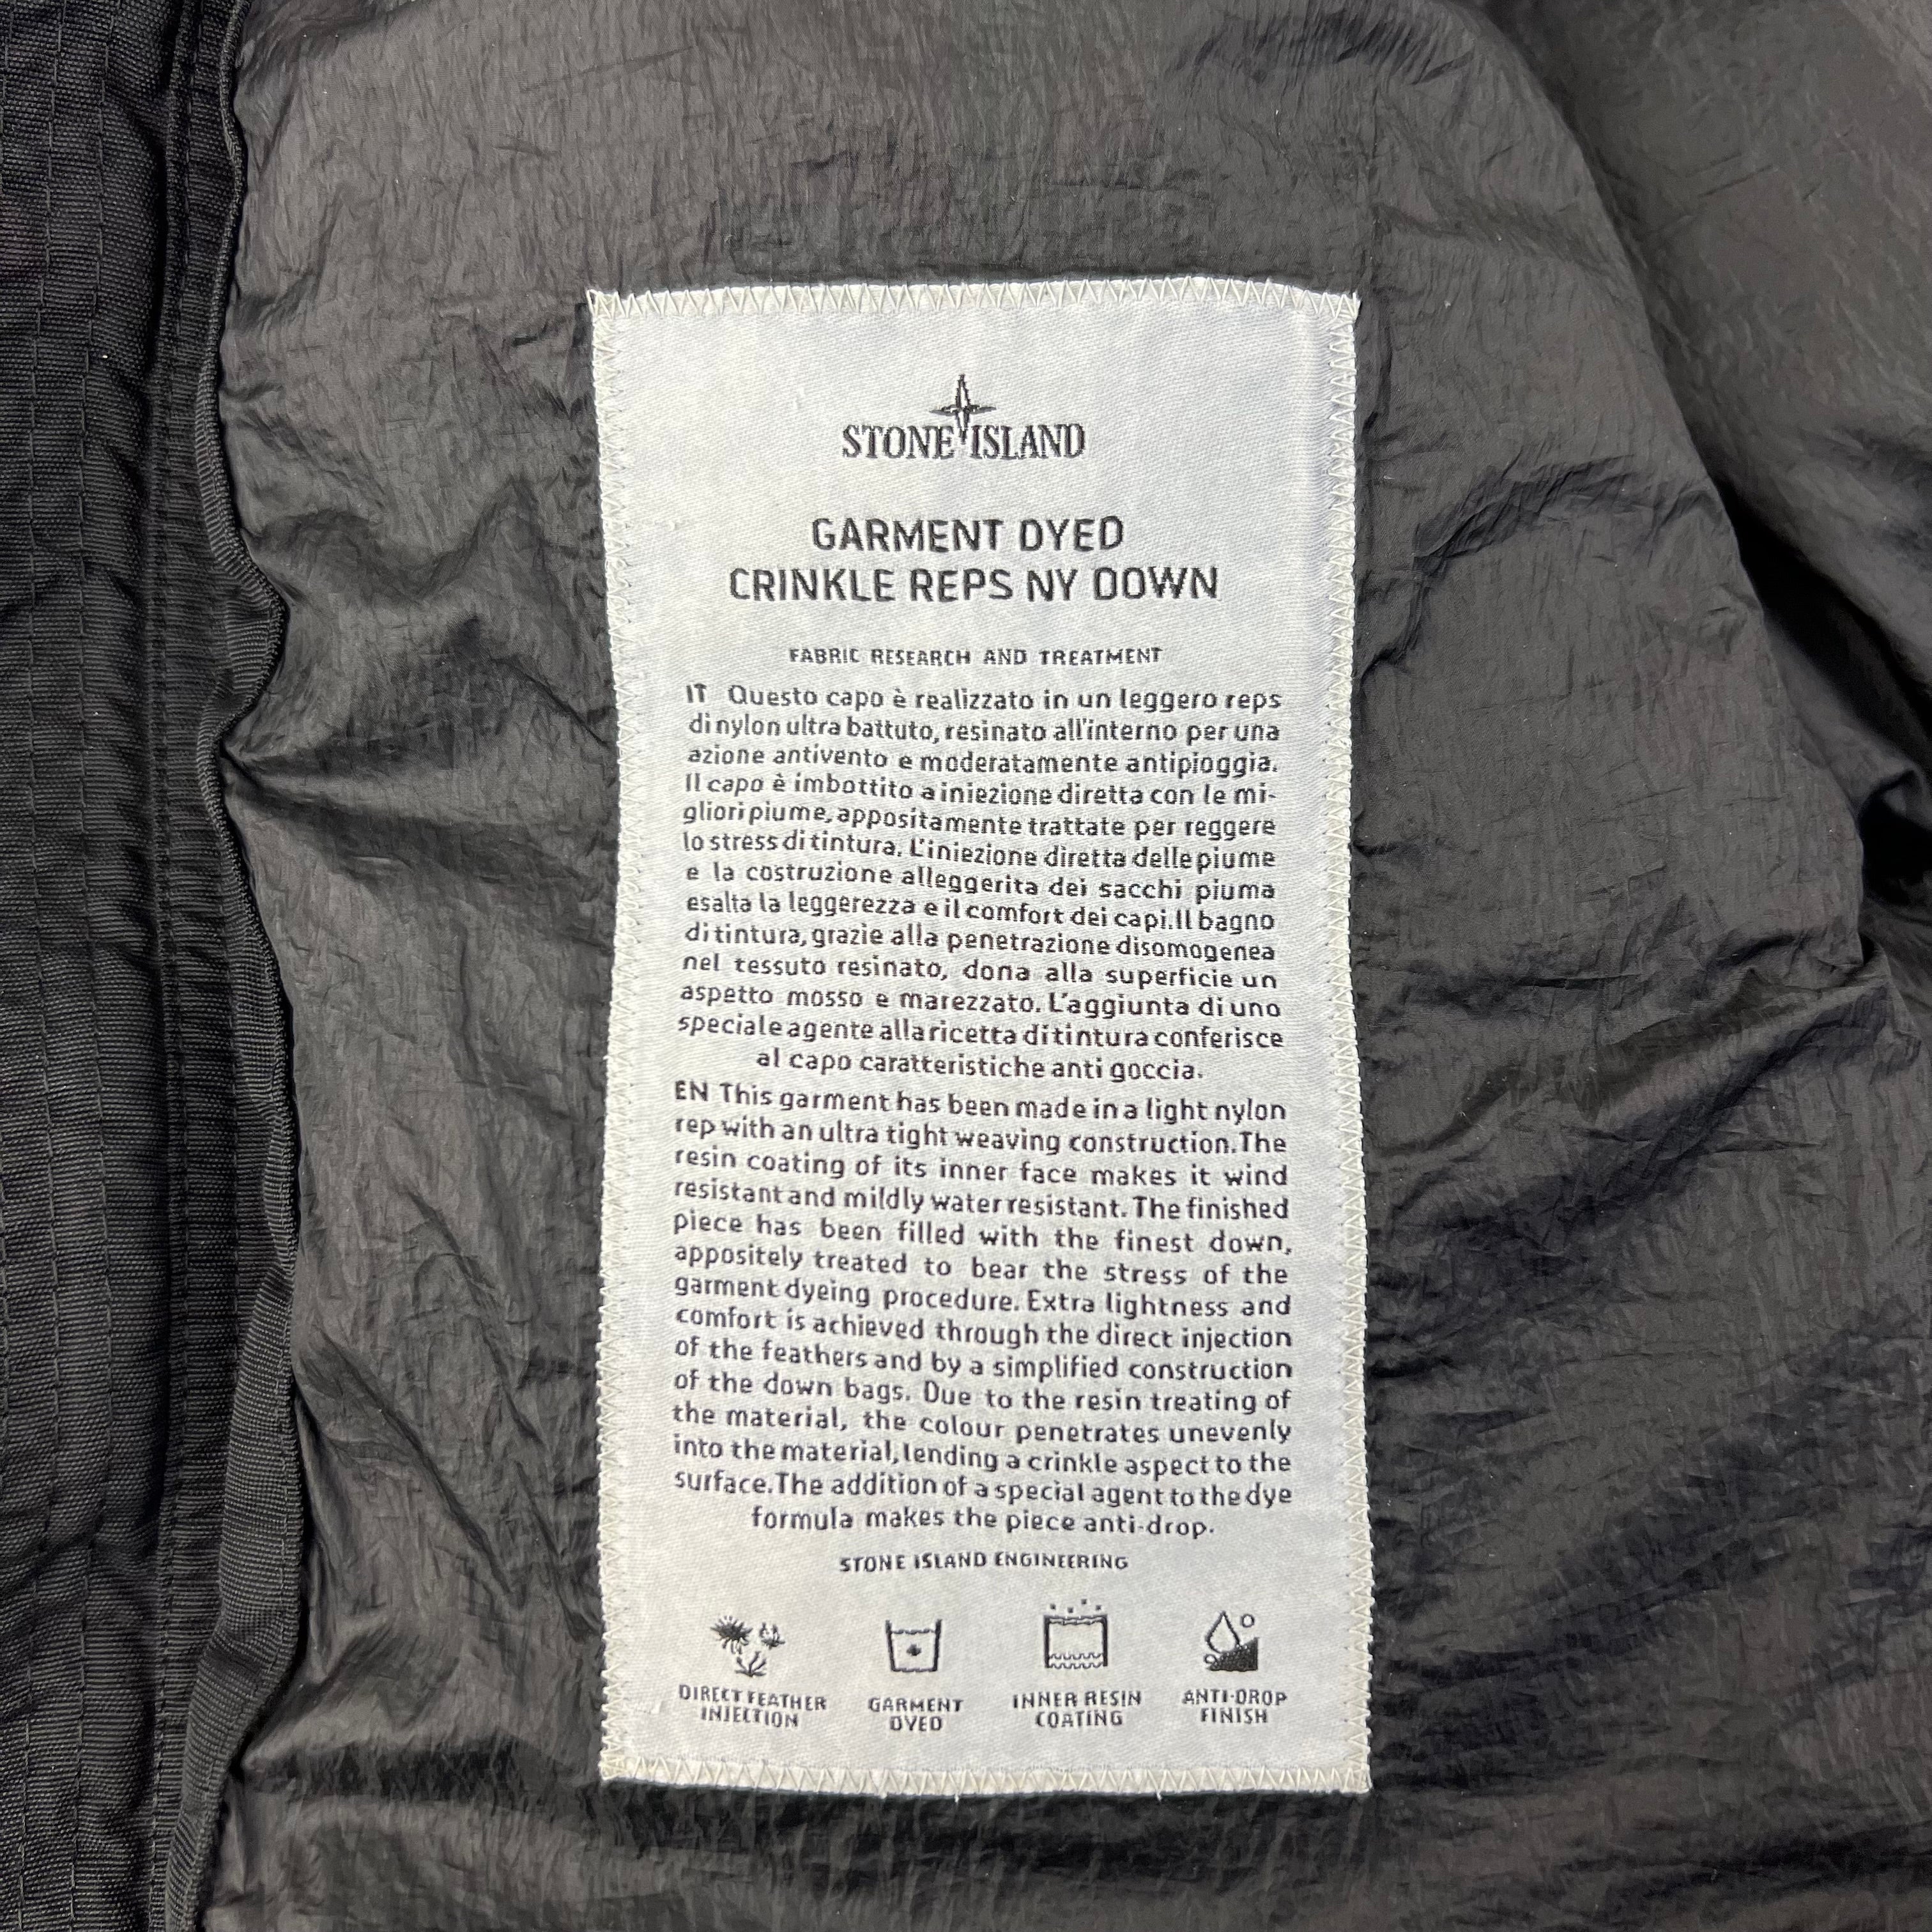 STONE ISLAND
GARMENT DYED
CRINKLE REPS NY DOWN
FABRIC RESEARCH AND TREATMENT
IT Questo capo è realizzato in un leggero reps
di nylon ultra battuto, resinato all'interno per una
azione antivento e moderatamente antipioggia.
Il capo è imbottito a iniezione diretta con le mi-
gliori piume, appositamente trattate per reggere
lo stress di tintura. L'iniezione diretta delle piume
e la costruzione alleggerita dei sacchi piuma
esalta la leggerezza e il comfort dei capi. Il bagno
di tintura, grazie alla penetrazione disomogenea
nel tessuto resinato, dona alla superficie un
aspetto mosso e marezzato. L'aggiunta di uno
speciale agente alla ricetta di tintura conferisce
al capo caratteristiche anti goccia.
EN This garment has been made in a light nylon
rep with an ultra tight weaving construction. The
resin coating of its inner face makes it wind
resistant and mildly water resistant. The finished
piece has been filled with the finest down,
appositely treated to bear the stress of the
garment dyeing procedure. Extra lightness and
comfort is achieved through the direct injection
of the feathers and by a simplified construction
of the down bags. Due to the resin treating of
the material, the colour penetrates unevenly
into the material, lending a crinkle aspect to the
surface. The addition of a special agent to the dye
formula makes the piece anti-drop.
STONE ISLAND ENGINEERING
DIRECT FEATHER INJECTION
GARMENT DYED
INNER RESIN COATING
ANTI-DROP FINISH